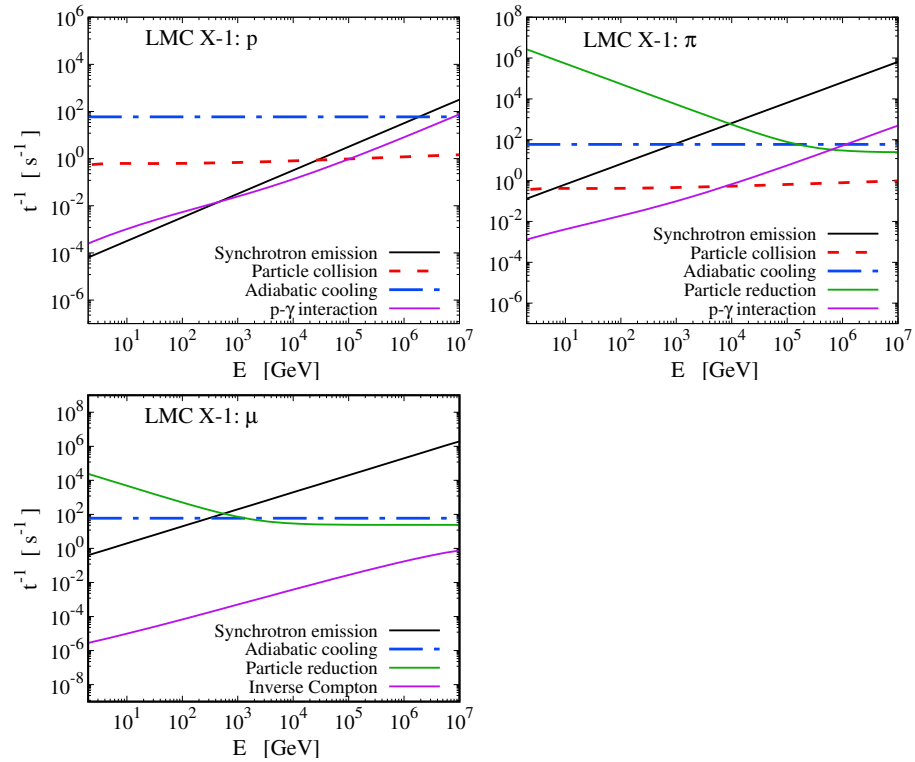 LMC X-1: p
10^4
10^2
10^0
10^-2
10^-4
10^-6
t^-1 [ s^-1 ]
Synchrotron emission
Particle collision
Adiabatic cooling
p-γ interaction
10^1 10^2 10^3 10^4 10^5 10^6 10^7
E [GeV]
LMC X-1: π
10^8
10^6
10^4
10^2
10^0
10^-2
10^-4
10^-6
t^-1 [ s^-1 ]
Synchrotron emission
Particle collision
Adiabatic cooling
Particle reduction
p-γ interaction
10^1 10^2 10^3 10^4 10^5 10^6 10^7
E [GeV]
LMC X-1: μ
10^8
10^6
10^4
10^2
10^0
10^-2
10^-4
10^-6
10^-8
t^-1 [ s^-1 ]
Synchrotron emission
Adiabatic cooling
Particle reduction
Inverse Compton
10^1 10^2 10^3 10^4 10^5 10^6 10^7
E [GeV]